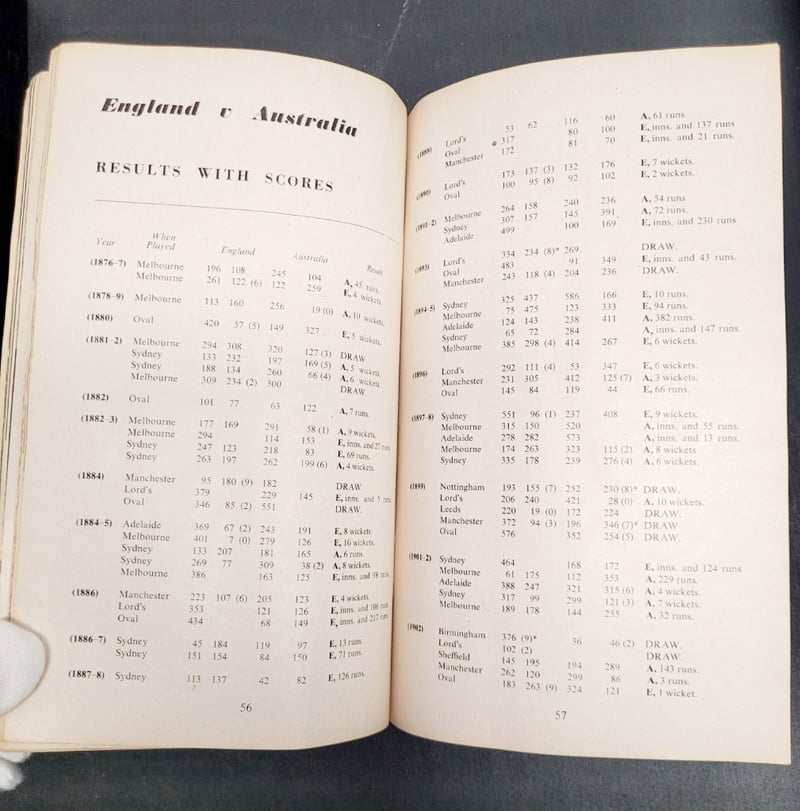 England v Australia
RESULTS WITH SCORES
Year When Played England Australia Result
(1876-7) Melbourne 196 108 245 104 A, 45 runs.
Melbourne 261 122 (6) 122 259 E, 4 wickets.
(1878-9) Melbourne 113 160 256 19 (0) A, 10 wickets.
(1880) Oval 420 57 (5) 149 327 E, 5 wickets.
(1881-2) Melbourne 294 308 320 127 (3) DRAW
Sydney 133 232 197 169 (5) A, 5 wickets.
Sydney 188 134 260 66 (4) A, 6 wickets.
Melbourne 309 234 (2) 300 DRAW.
(1882) Oval 101 77 63 122 A, 7 runs.
(1882-3) Melbourne 177 169 291 58 (1) A, 9 wickets.
Melbourne 294 114 153 E, inns. and 27 runs
Sydney 247 123 218 83 E, 69 runs.
Sydney 263 197 262 199 (6) A, 4 wickets.
(1884) Manchester 95 180 (9) 182 DRAW.
Lord's 379 229 145 E, inns. and 5 runs
Oval 346 85 (2) 551 DRAW.
(1884-5) Adelaide 369 67 (2) 243 191 E, 8 wickets.
Melbourne 401 7 (0) 279 126 E, 16 wickets.
Sydney 133 207 181 165 A, 6 runs.
Sydney 269 77 309 38 (2) A, 8 wickets.
Melbourne 386 163 125 E, inns. and 98 runs
(1886) Manchester 223 107 (6) 205 123 E, 4 wickets.
Lord's 353 121 126 E, inns. and 106 runs
Oval 434 68 149 E, inns. and 217 runs
(1886-7) Sydney 45 184 119 97 E, 13 runs.
Sydney 151 154 84 150 E, 71 runs.
(1887-8) Sydney 113 137 42 82 E, 126 runs.
56
(1888) Lord's 53 62 116 60 A, 61 runs.
Oval 317 80 100 E, inns. and 137 runs
Manchester 172 81 70 E, inns. and 21 runs.
(1890) Lord's 173 137 (3) 132 176 E, 7 wickets.
Oval 100 95 (8) 92 102 E, 2 wickets.
(1891-2) Melbourne 264 158 240 236 A, 54 runs
Sydney 307 157 145 391 A, 72 runs.
Adelaide 499 100 169 E, inns. and 230 runs
(1893) Lord's 334 234 (8)* 269 DRAW.
Oval 483 91 349 E, inns. and 43 runs.
Manchester 243 118 (4) 204 236 DRAW.
(1894-5) Sydney 325 437 586 166 E, 10 runs.
Melbourne 75 475 123 333 E, 94 runs.
Adelaide 124 143 238 411 A, 382 runs.
Sydney 65 72 284 A, inns. and 147 runs
Melbourne 385 298 (4) 414 267 E, 6 wickets.
(1896) Lord's 292 111 (4) 53 347 E, 6 wickets.
Manchester 231 305 412 125 (7) A, 3 wickets.
Oval 145 84 119 44 E, 66 runs.
(1897-8) Sydney 551 96 (1) 237 408 E, 9 wickets.
Melbourne 315 150 520 A, inns. and 55 runs.
Adelaide 278 282 573 A, inns. and 13 runs.
Melbourne 174 263 323 115 (2) A, 8 wickets
Sydney 335 178 239 276 (4) A, 6 wickets.
(1899) Nottingham 193 155 (7) 252 230 (8)* DRAW.
Lord's 206 240 421 28 (0) A, 10 wickets.
Leeds 220 19 (0) 172 224 DRAW.
Manchester 372 94 (3) 196 346 (7)* DRAW
Oval 576 352 254 (5) DRAW.
(1901-2) Sydney 464 168 172 E, inns. and 124 runs
Melbourne 61 175 112 353 A, 229 runs.
Adelaide 388 247 321 315 (6) A, 4 wickets.
Sydney 317 99 299 121 (3) A, 7 wickets.
Melbourne 189 178 144 255 A, 32 runs.
(1902) Birmingham 376 (9)* 36 46 (2) DRAW.
Lord's 102 (2) DRAW.
Sheffield 145 195 194 289 A, 143 runs.
Manchester 262 120 299 86 A, 3 runs.
Oval 183 263 (9) 324 121 E, 1 wicket.
57